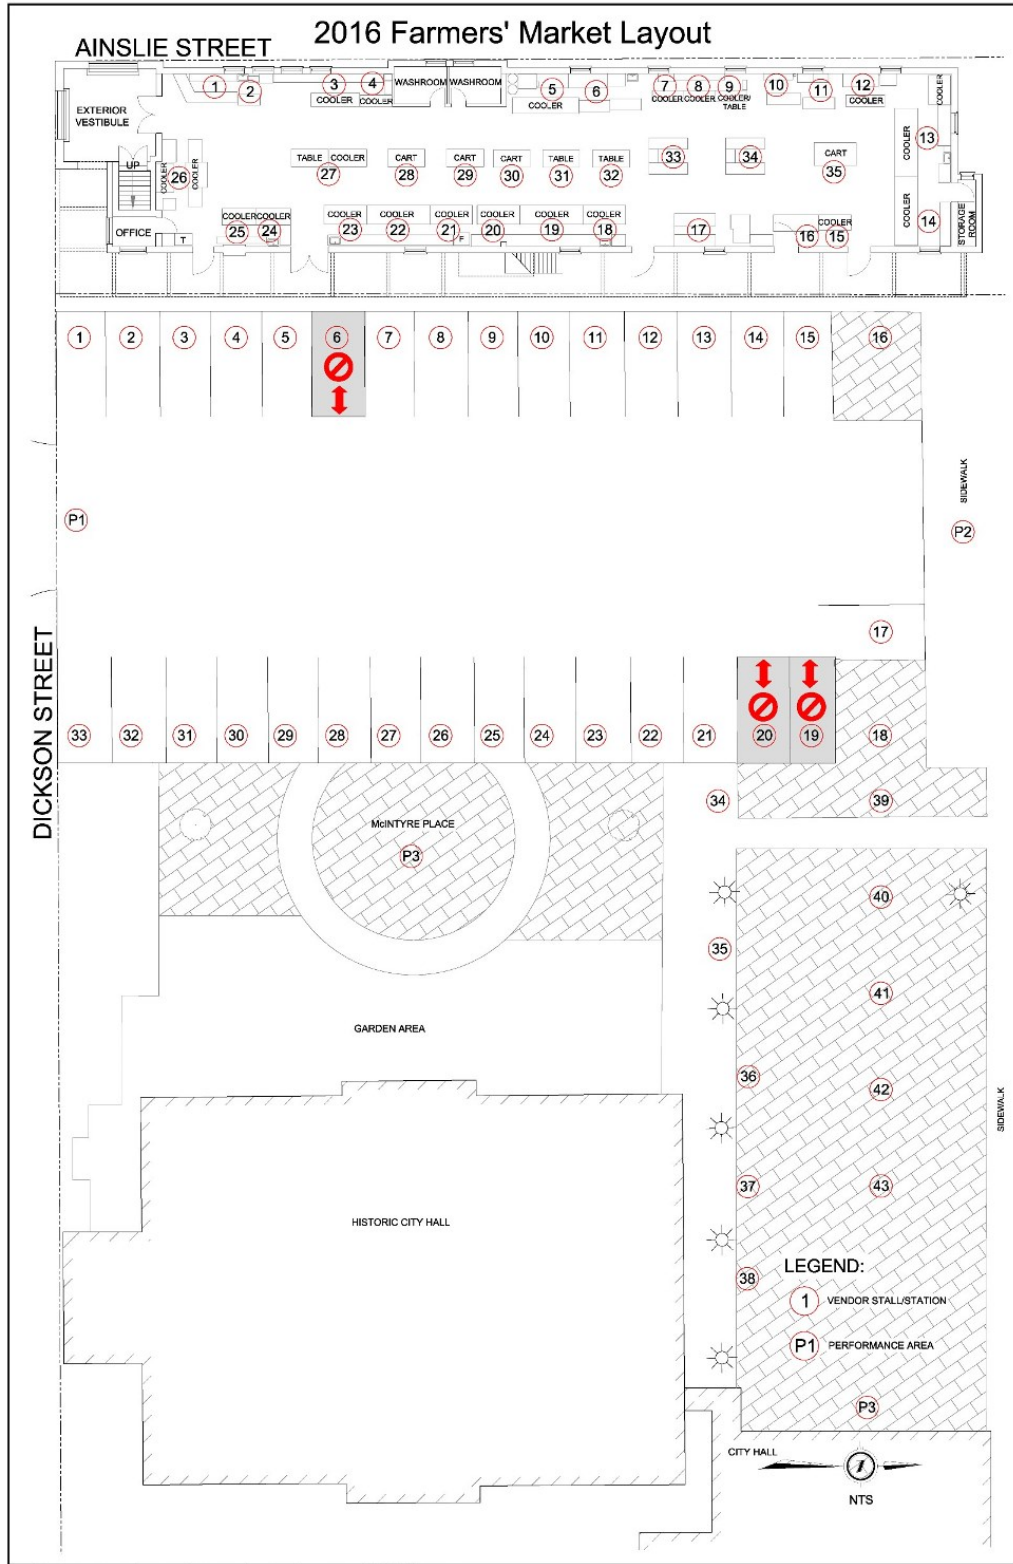 2016 Farmers' Market Layout
AINSLIE STREET
EXTERIOR
VESTIBULE
UP
OFFICE
T
1
2
3
4
COOLER
COOLER
WASHROOM
WASHROOM
5
6
COOLER
7
8
9
COOLER
COOLER
COOLER/
TABLE
10
11
12
COOLER
COOLER
COOLER
13
COOLER
14
STORAGE
ROOM
COOLER
26
COOLER
TABLE
COOLER
27
CART
28
CART
29
CART
30
TABLE
31
TABLE
32
33
34
CART
35
COOLER
COOLER
25
24
COOLER
COOLER
COOLER
COOLER
COOLER
COOLER
23
22
21
F
20
19
18
17
COOLER
16
15
1
2
3
4
5
6
7
8
9
10
11
12
13
14
15
16
SIDEWALK
P1
P2
17
DICKSON STREET
33
32
31
30
29
28
27
26
25
24
23
22
21
20
19
18
34
39
McINTYRE PLACE
P3
40
35
41
GARDEN AREA
36
42
SIDEWALK
37
43
HISTORIC CITY HALL
38
LEGEND:
1 VENDOR STALL/STATION
P1 PERFORMANCE AREA
P3
CITY HALL
NTS